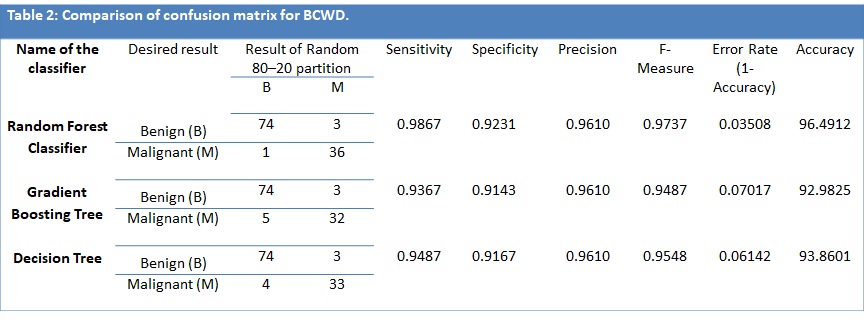 Table 2: Comparison of confusion matrix for BCWD.
Name of the classifier Desired result Result of Random 80–20 partition Sensitivity Specificity Precision F-Measure Error Rate (1-Accuracy) Accuracy
B M
Random Forest Classifier Benign (B) 74 3 0.9867 0.9231 0.9610 0.9737 0.03508 96.4912
Malignant (M) 1 36
Gradient Boosting Tree Benign (B) 74 3 0.9367 0.9143 0.9610 0.9487 0.07017 92.9825
Malignant (M) 5 32
Decision Tree Benign (B) 74 3 0.9487 0.9167 0.9610 0.9548 0.06142 93.8601
Malignant (M) 4 33